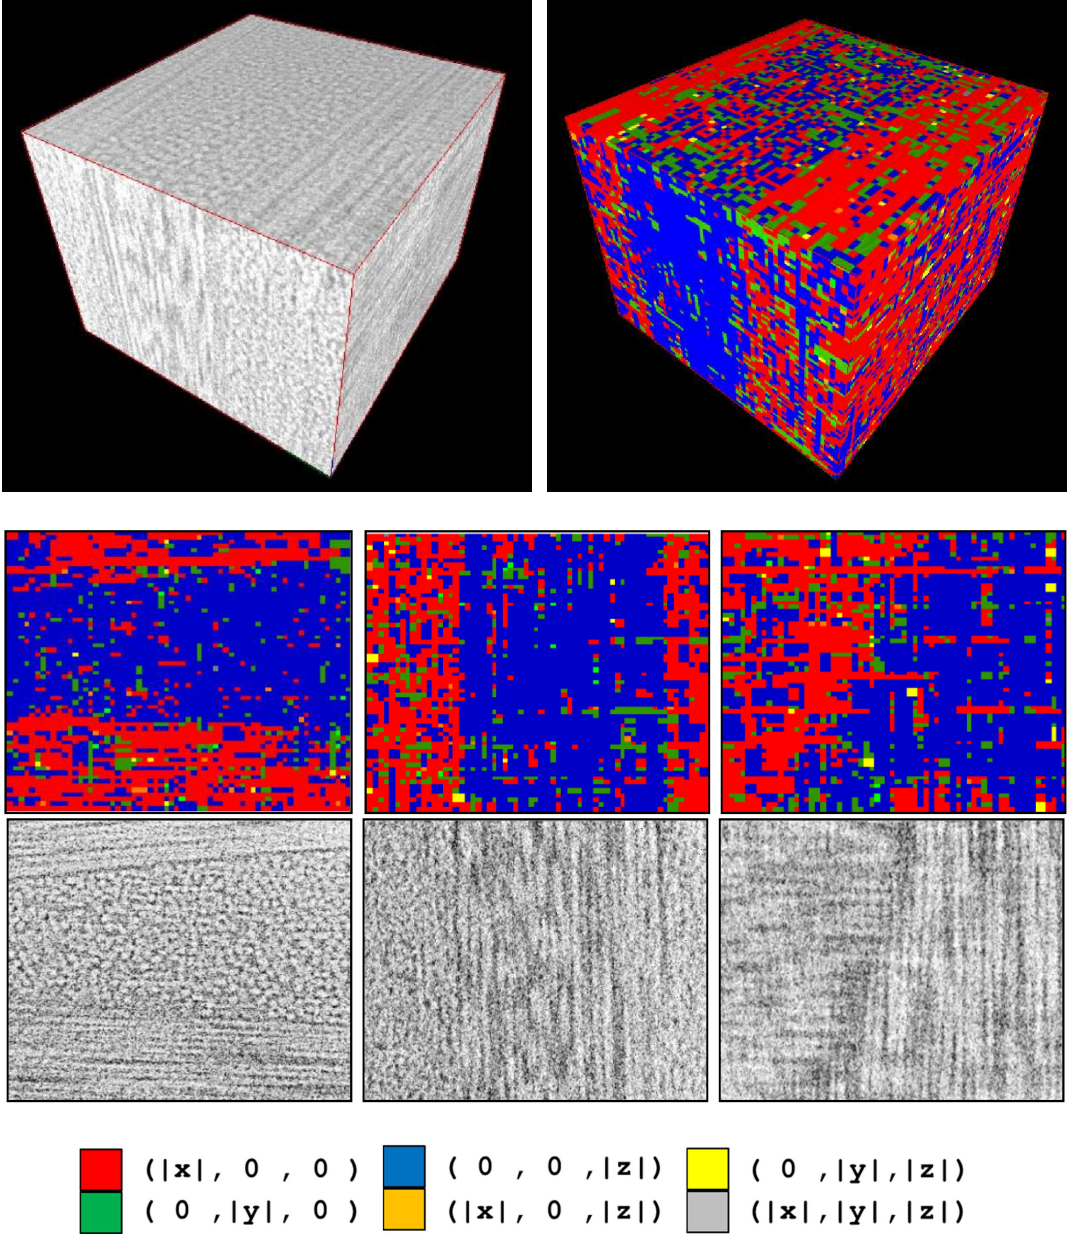 (|x|, 0 , 0 ) ( 0 , 0 ,|z|) ( 0 ,|y|,|z|)
( 0 ,|y|, 0 ) (|x|, 0 ,|z|) (|x|,|y|,|z|)